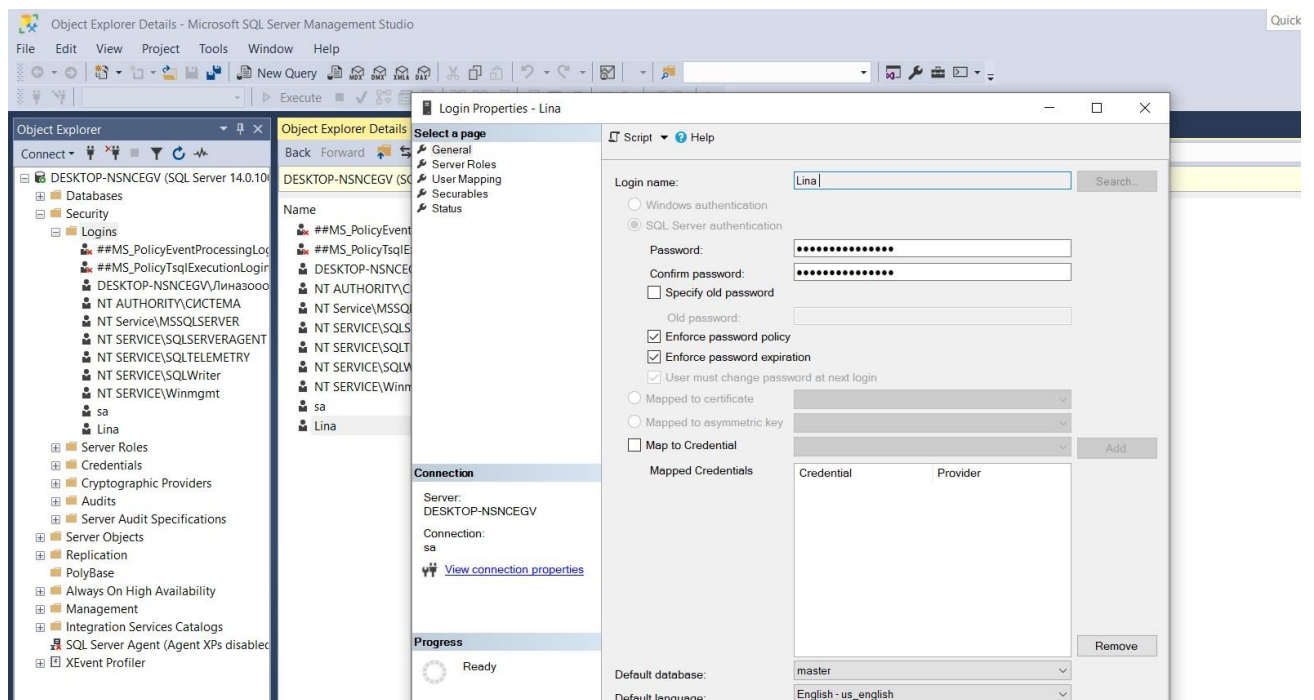 Object Explorer Details - Microsoft SQL Server Management Studio
Quick
File Edit View Project Tools Window Help
New Query MDX DMX XMLA DAX
Execute
Object Explorer
Connect
DESKTOP-NSNCEGV (SQL Server 14.0.10
Databases
Security
Logins
##MS_PolicyEventProcessingLog
##MS_PolicyTsqlExecutionLogin
DESKTOP-NSNCEGV\Линазооо
NT AUTHORITY\СИСТЕМА
NT Service\MSSQLSERVER
NT SERVICE\SQLSERVERAGENT
NT SERVICE\SQLTELEMETRY
NT SERVICE\SQLWriter
NT SERVICE\Winmgmt
sa
Lina
Server Roles
Credentials
Cryptographic Providers
Audits
Server Audit Specifications
Server Objects
Replication
PolyBase
Always On High Availability
Management
Integration Services Catalogs
SQL Server Agent (Agent XPs disabled
XEvent Profiler
Object Explorer Details
Back Forward
DESKTOP-NSNCEGV (SQ
Name
##MS_PolicyEvent
##MS_PolicyTsqlE
DESKTOP-NSNCE
NT AUTHORITY\С
NT Service\MSSQ
NT SERVICE\SQLS
NT SERVICE\SQLT
NT SERVICE\SQLW
NT SERVICE\Winm
sa
Lina
Login Properties - Lina
Select a page
General
Server Roles
User Mapping
Securables
Status
Connection
Server:
DESKTOP-NSNCEGV
Connection:
sa
View connection properties
Progress
Ready
Script Help
Login name: Lina Search...
Windows authentication
SQL Server authentication
Password: •••••••••••••••
Confirm password: •••••••••••••••
Specify old password
Old password:
Enforce password policy
Enforce password expiration
User must change password at next login
Mapped to certificate
Mapped to asymmetric key
Map to Credential Add
Mapped Credentials Credential Provider
Remove
Default database: master
Default language: English - us_english